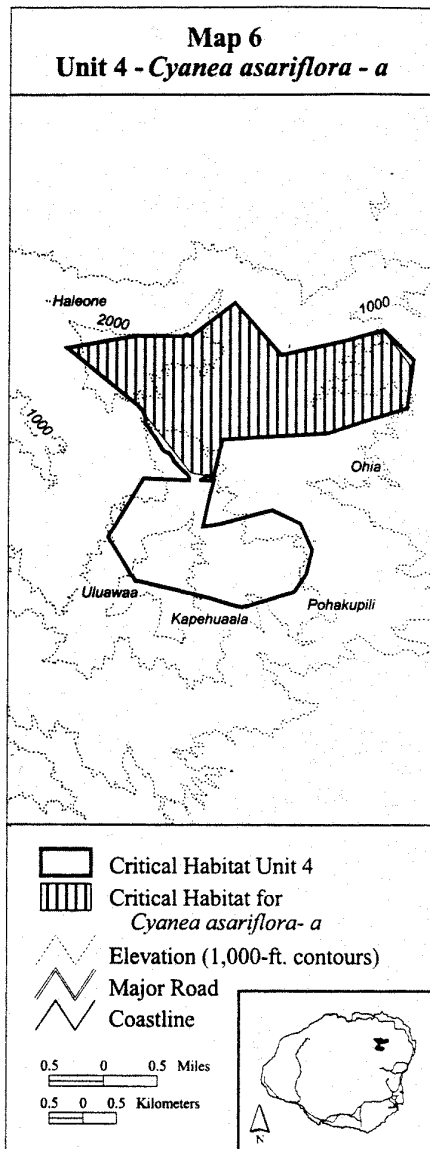 Map 6
Unit 4 - Cyanea asariflora - a
Haleone
2000
1000
1000
Ohia
Uluawaa
Kapehuaala
Pohakupili
Critical Habitat Unit 4
Critical Habitat for
Cyanea asariflora- a
Elevation (1,000-ft. contours)
Major Road
Coastline
0.5 0 0.5 Miles
0.5 0 0.5 Kilometers
N